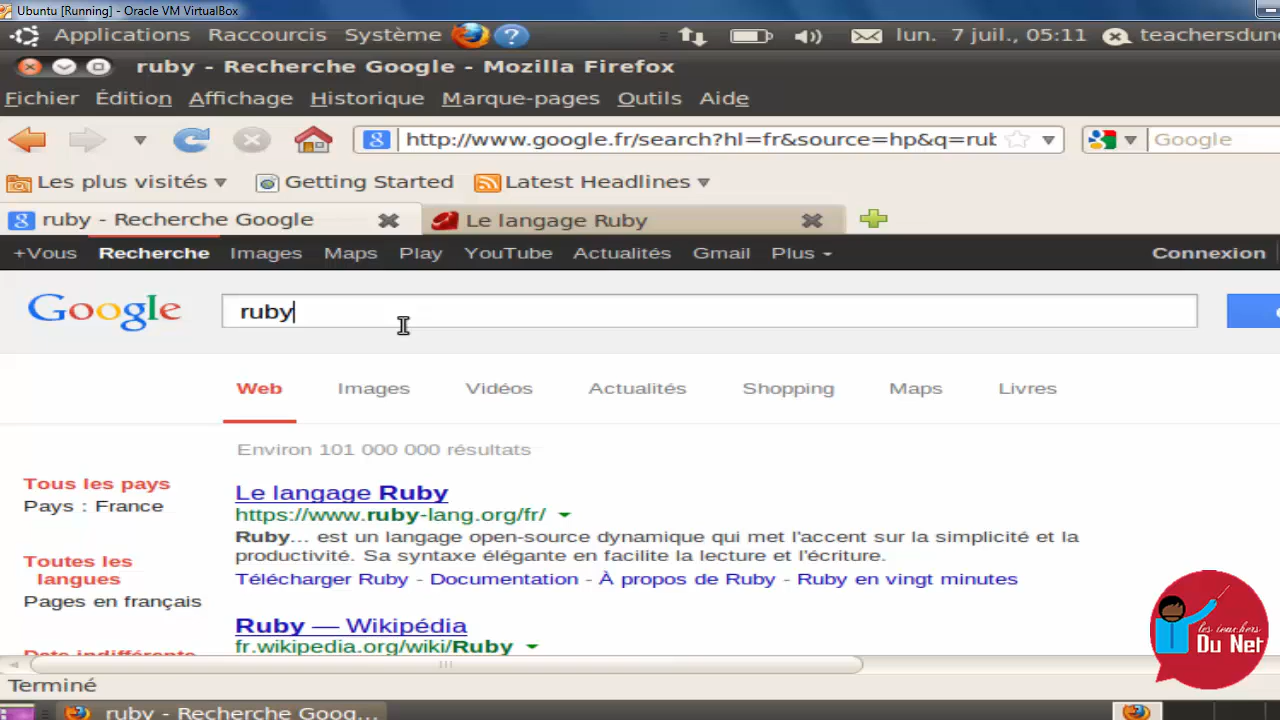 Ubuntu [Running] - Oracle VM VirtualBox
Applications Raccourcis Système lun. 7 juil., 05:11 teachersdun
ruby - Recherche Google - Mozilla Firefox
Fichier Édition Affichage Historique Marque-pages Outils Aide
http://www.google.fr/search?hl=fr&source=hp&q=rub Google
Les plus visités Getting Started Latest Headlines
ruby - Recherche Google Le langage Ruby
+Vous Recherche Images Maps Play YouTube Actualités Gmail Plus Connexion
Google ruby
Web Images Vidéos Actualités Shopping Maps Livres
Environ 101 000 000 résultats
Tous les pays
Pays : France
Toutes les
langues
Pages en français
Date indifférente
Le langage Ruby
https://www.ruby-lang.org/fr/
Ruby... est un langage open-source dynamique qui met l'accent sur la simplicité et la
productivité. Sa syntaxe élégante en facilite la lecture et l'écriture.
Télécharger Ruby - Documentation - À propos de Ruby - Ruby en vingt minutes
Ruby — Wikipédia
fr.wikipedia.org/wiki/Ruby
les teachers
Du Net
Terminé
ruby - Recherche Goog...